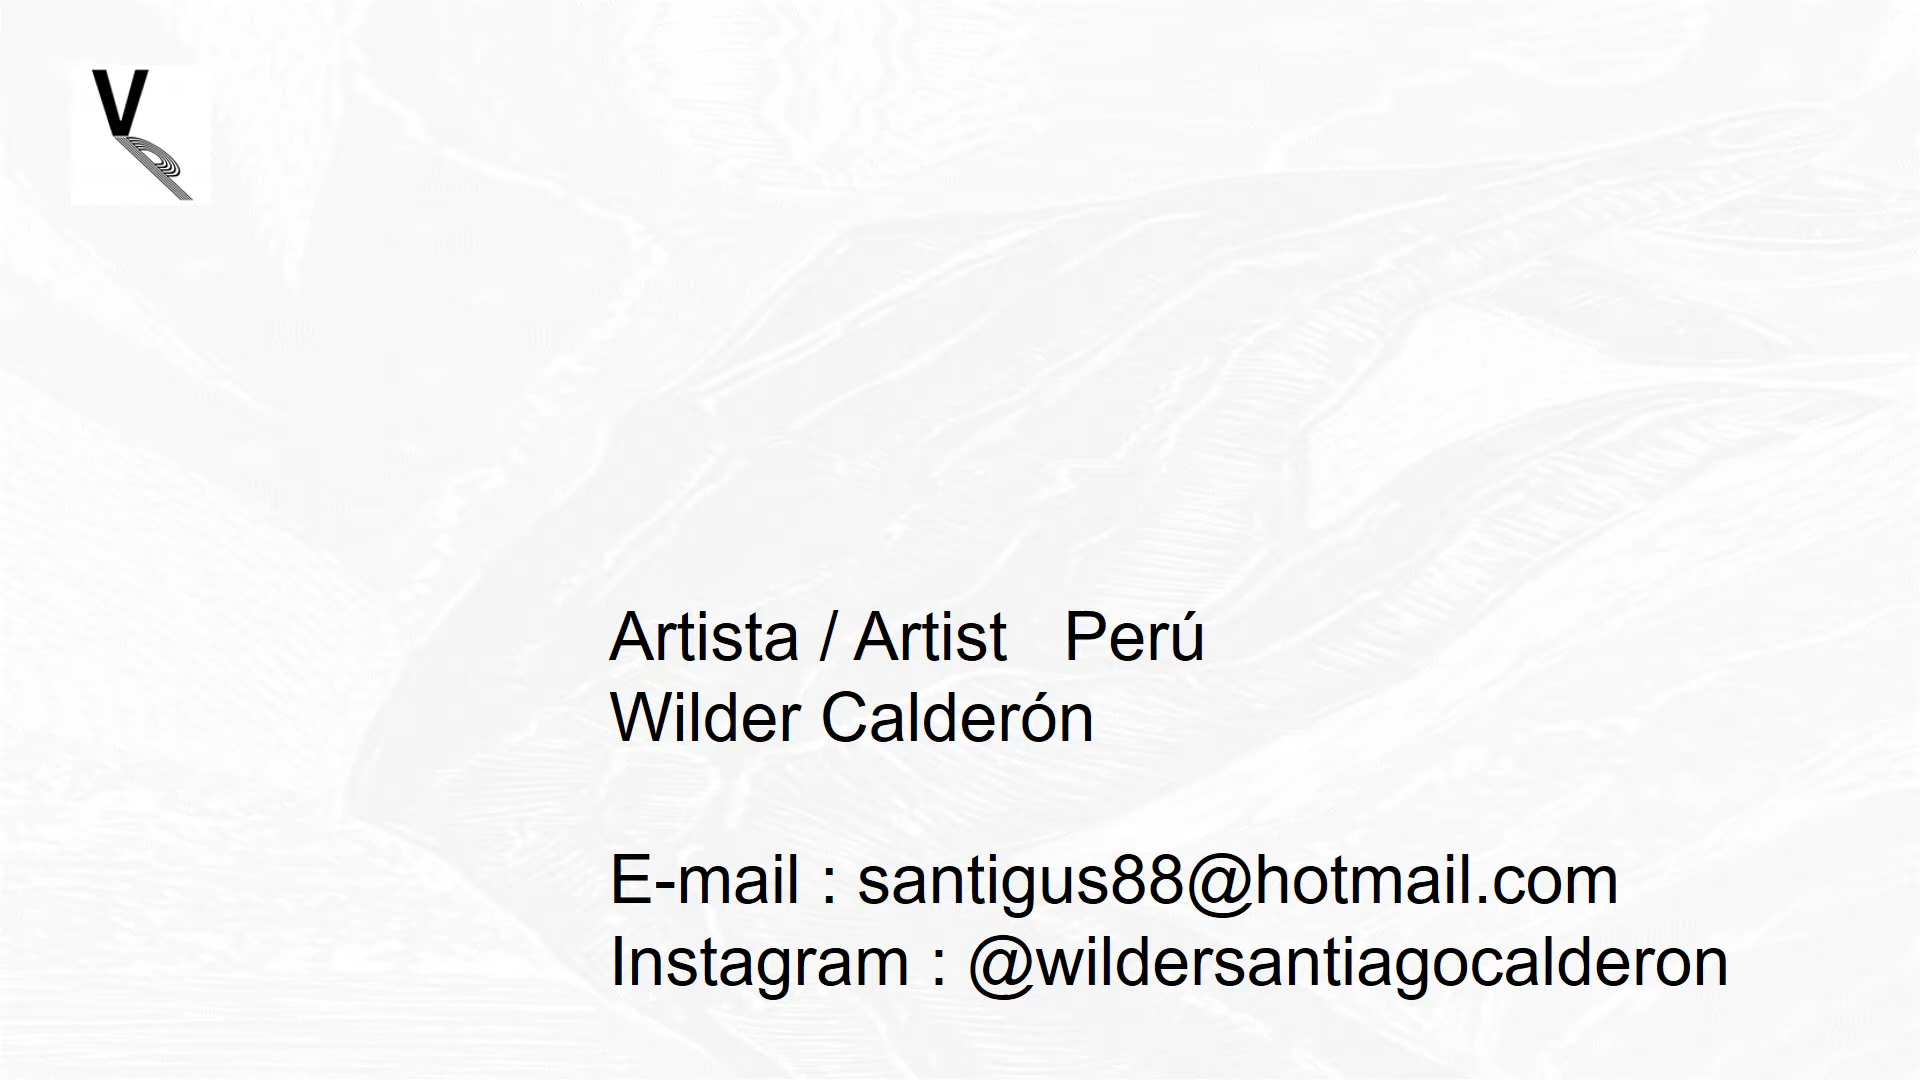 V
Artista / Artist   Perú
Wilder Calderón
E-mail : santigus88@hotmail.com
Instagram : @wildersantiagocalderon